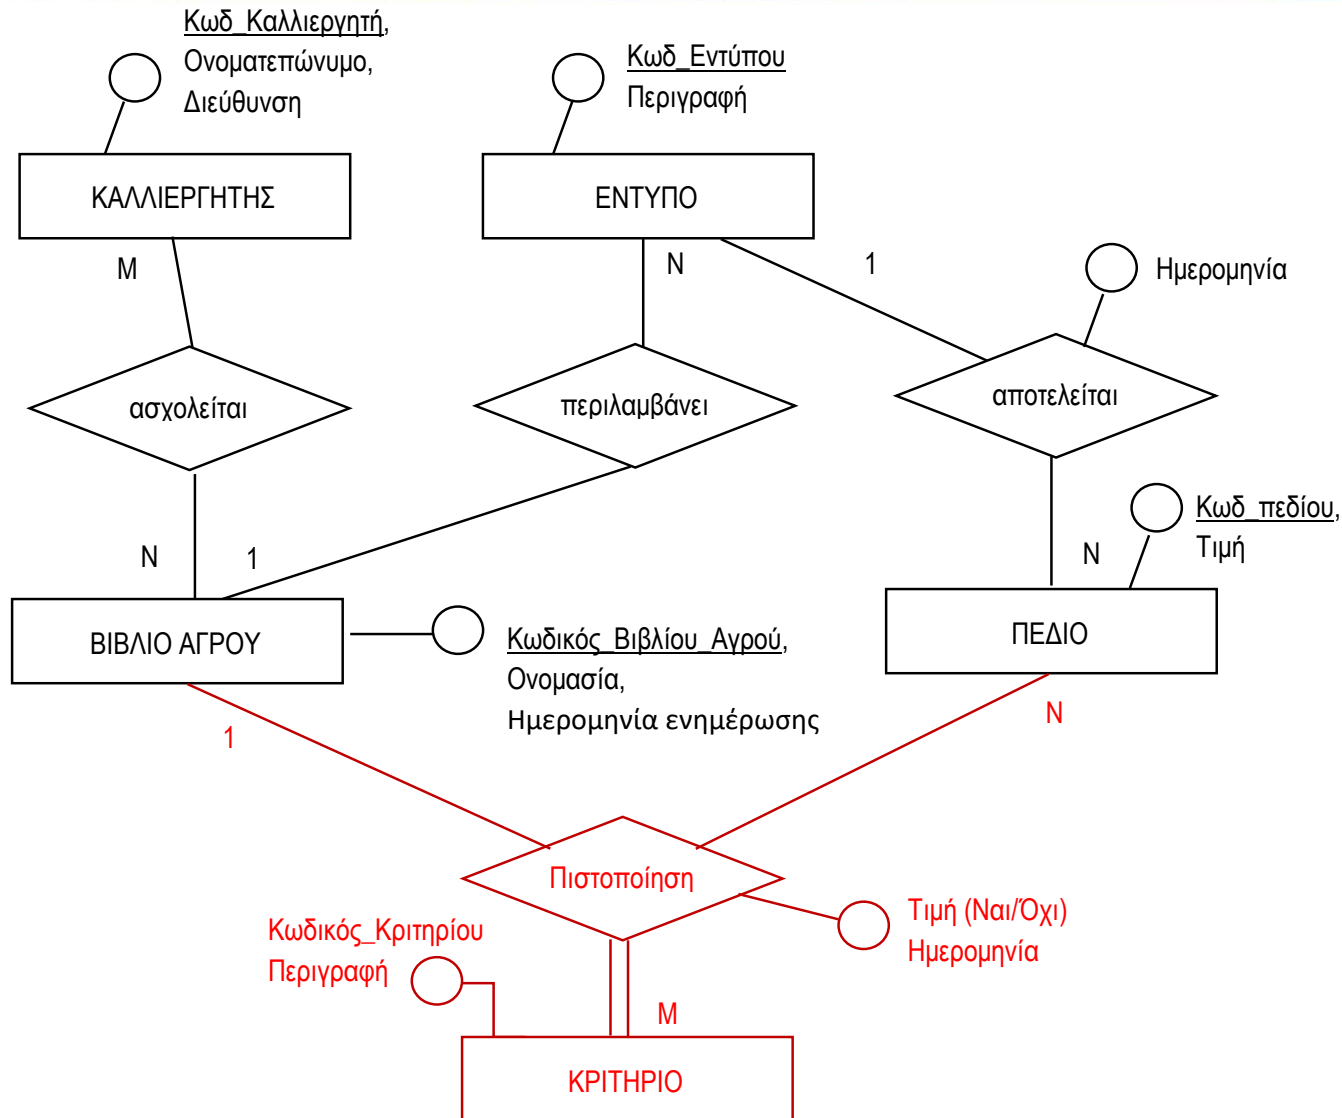 Κωδ_Καλλιεργητή,
Ονοματεπώνυμο,
Διεύθυνση
Κωδ_Εντύπου
Περιγραφή
ΚΑΛΛΙΕΡΓΗΤΗΣ
ΕΝΤΥΠΟ
M
N
1
Ημερομηνία
ασχολείται
περιλαμβάνει
αποτελείται
Κωδ_πεδίου,
Τιμή
N
1
N
ΒΙΒΛΙΟ ΑΓΡΟΥ
Κωδικός_Βιβλίου_Αγρού,
Ονομασία,
Ημερομηνία ενημέρωσης
ΠΕΔΙΟ
1
N
Πιστοποίηση
Τιμή (Ναι/Όχι)
Ημερομηνία
Κωδικός_Κριτηρίου
Περιγραφή
M
ΚΡΙΤΗΡΙΟ